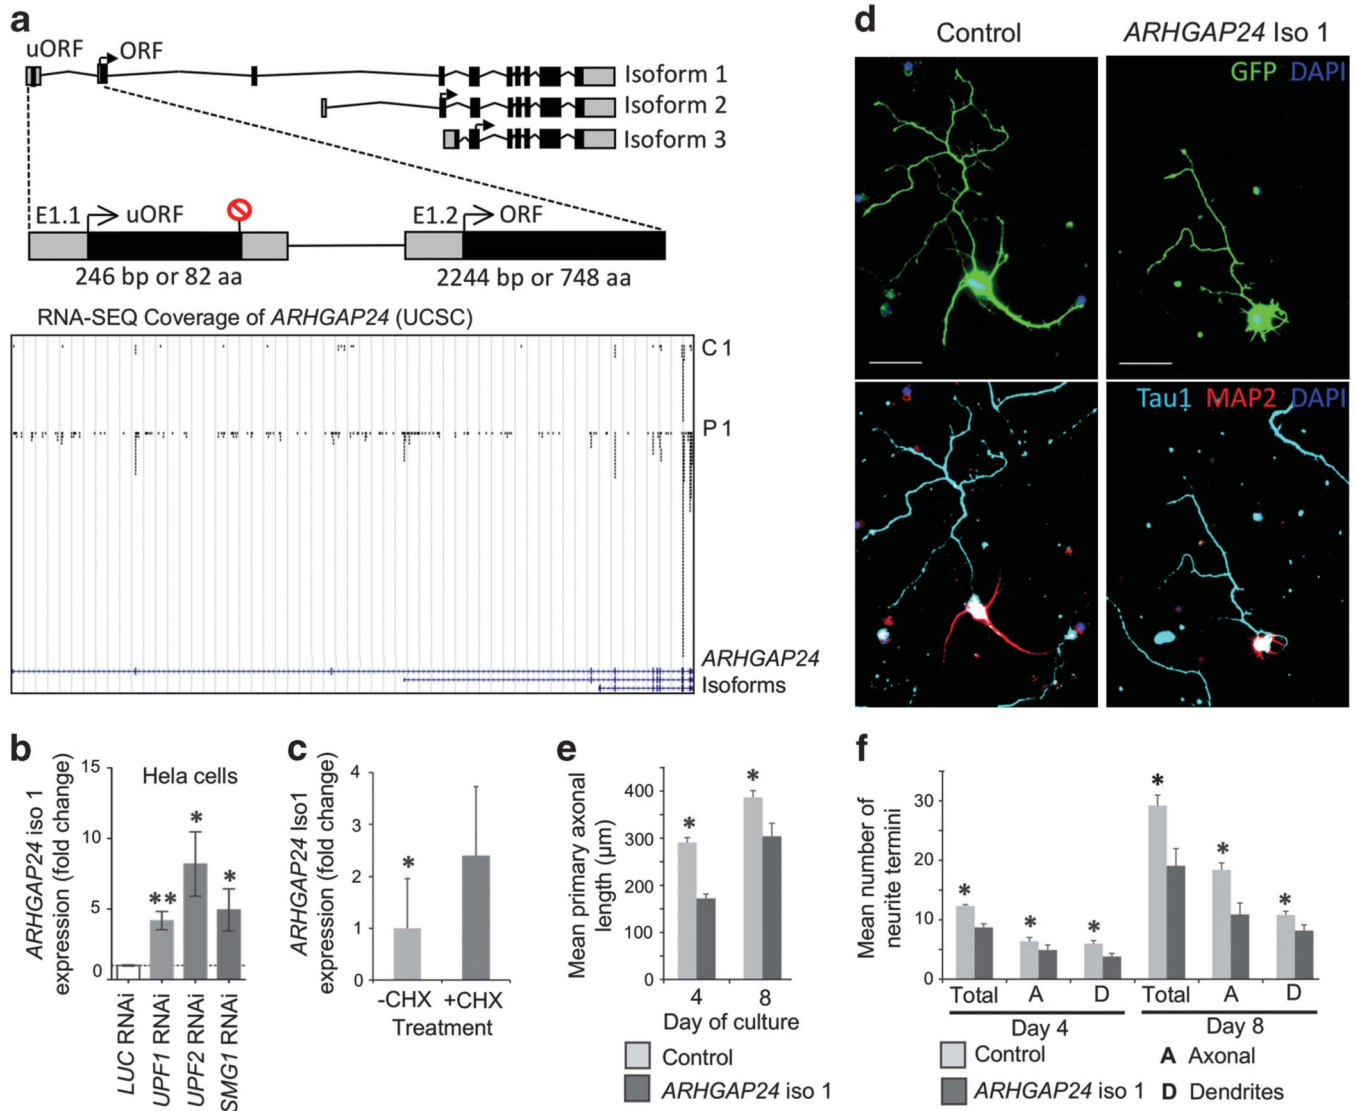 a
uORF
ORF
Isoform 1
Isoform 2
Isoform 3
E1.1
uORF
E1.2
ORF
246 bp or 82 aa
2244 bp or 748 aa
RNA-SEQ Coverage of ARHGAP24 (UCSC)
C1
P1
ARHGAP24
Isoforms
b
Hela cells
ARHGAP24 iso 1
expression (fold change)
15
10
5
0
**
*
*
LUC RNAi
UPF1 RNAi
UPF2 RNAi
SMG1 RNAi
c
ARHGAP24 Iso1
expression (fold change)
4
3
2
1
0
*
-CHX +CHX
Treatment
d
Control
ARHGAP24 Iso 1
GFP DAPI
Tau1 MAP2 DAPI
e
Mean primary axonal
length (µm)
400
300
200
100
0
*
*
4 8
Day of culture
Control
ARHGAP24 iso 1
f
Mean number of
neurite termini
30
20
10
0
*
*
*
*
*
*
Total A D Total A D
Day 4 Day 8
Control
ARHGAP24 iso 1
A Axonal
D Dendrites